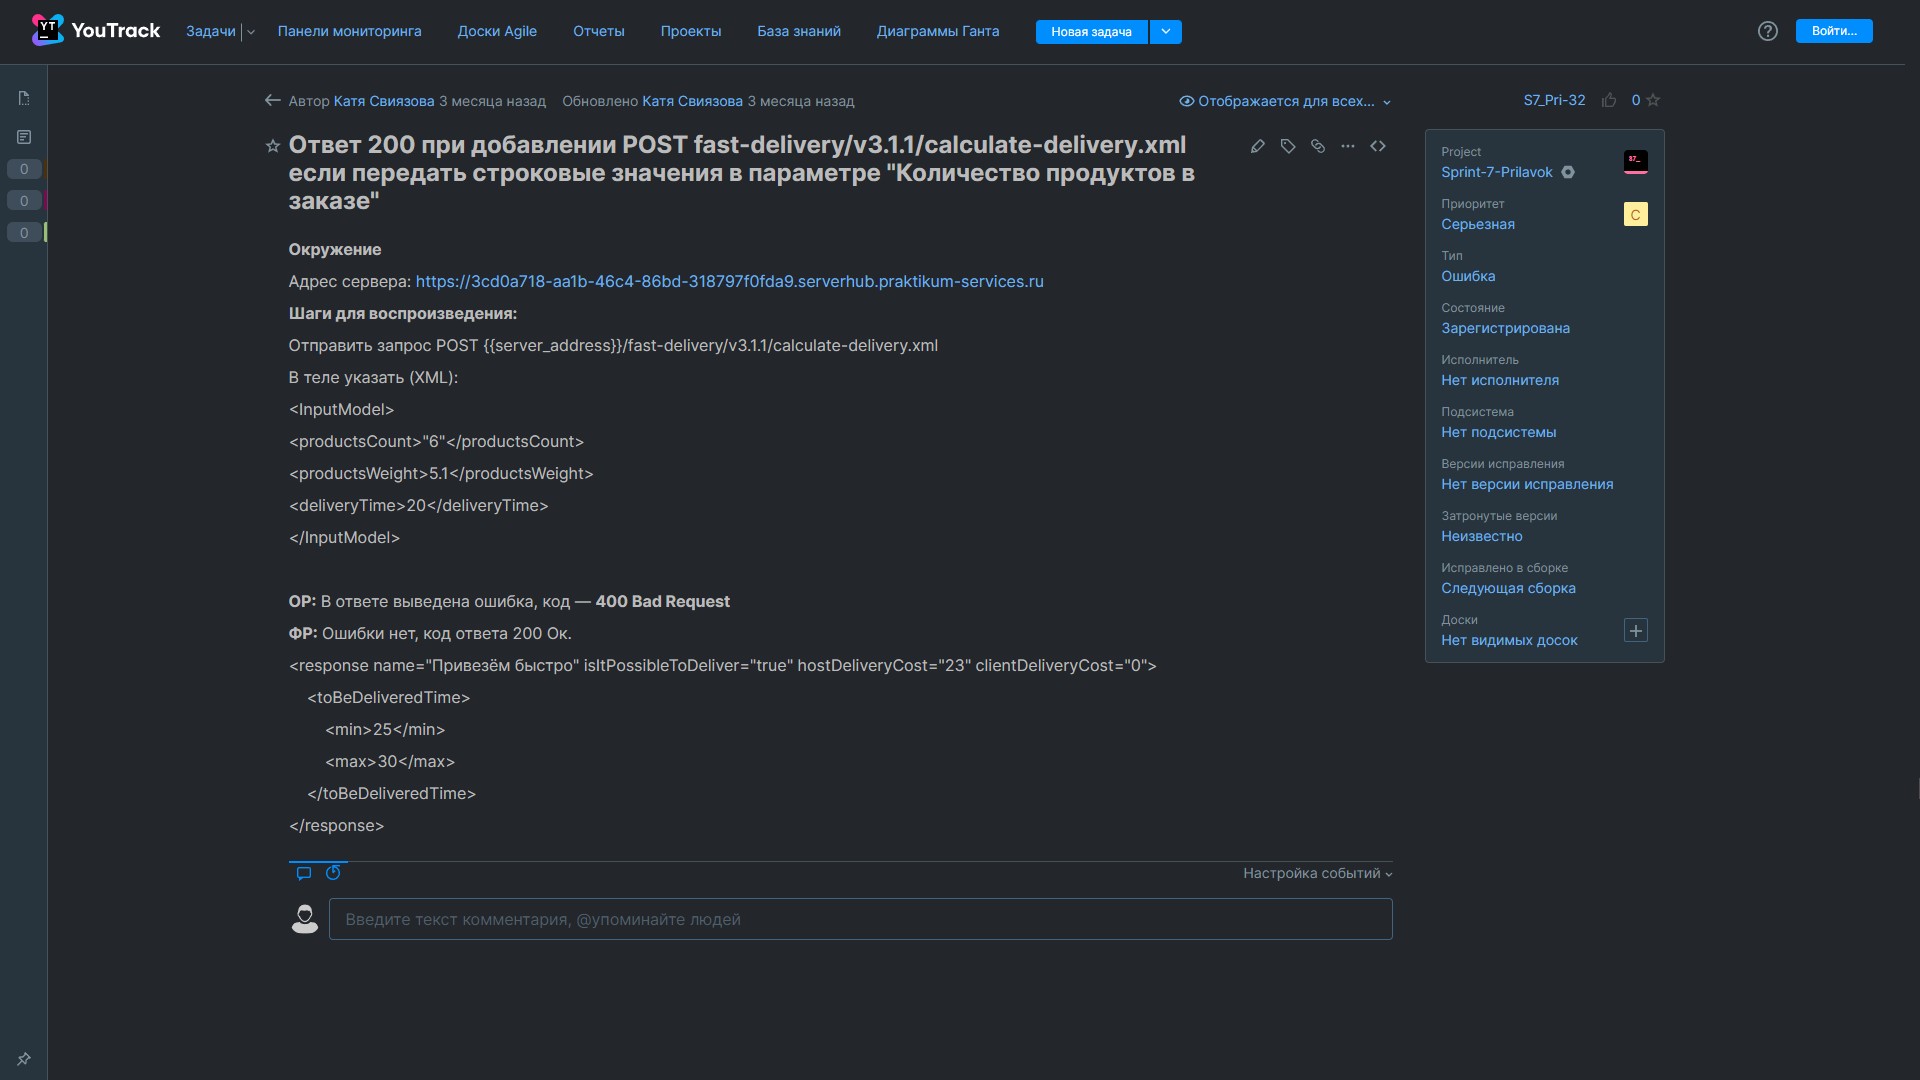 YouTrack
Задачи
Панели мониторинга
Доски Agile
Отчеты
Проекты
База знаний
Диаграммы Ганта
Новая задача
Войти...
0
0
0
Автор Катя Свиязова 3 месяца назад Обновлено Катя Свиязова 3 месяца назад
Отображается для всех...
Ответ 200 при добавлении POST fast-delivery/v3.1.1/calculate-delivery.xml
если передать строковые значения в параметре "Количество продуктов в
заказе"
Окружение
Адрес сервера: https://3cd0a718-aa1b-46c4-86bd-318797f0fda9.serverhub.praktikum-services.ru
Шаги для воспроизведения:
Отправить запрос POST {{server_address}}/fast-delivery/v3.1.1/calculate-delivery.xml
В теле указать (XML):
<InputModel>
<productsCount>"6"</productsCount>
<productsWeight>5.1</productsWeight>
<deliveryTime>20</deliveryTime>
</InputModel>
ОР: В ответе выведена ошибка, код — 400 Bad Request
ФР: Ошибки нет, код ответа 200 Ок.
<response name="Привезём быстро" isItPossibleToDeliver="true" hostDeliveryCost="23" clientDeliveryCost="0">
<toBeDeliveredTime>
<min>25</min>
<max>30</max>
</toBeDeliveredTime>
</response>
Настройка событий
Введите текст комментария, @упоминайте людей
S7_Pri-32
0
Project
Sprint-7-Prilavok
S7_
Приоритет
Серьезная
С
Тип
Ошибка
Состояние
Зарегистрирована
Исполнитель
Нет исполнителя
Подсистема
Нет подсистемы
Версии исправления
Нет версии исправления
Затронутые версии
Неизвестно
Исправлено в сборке
Следующая сборка
Доски
Нет видимых досок